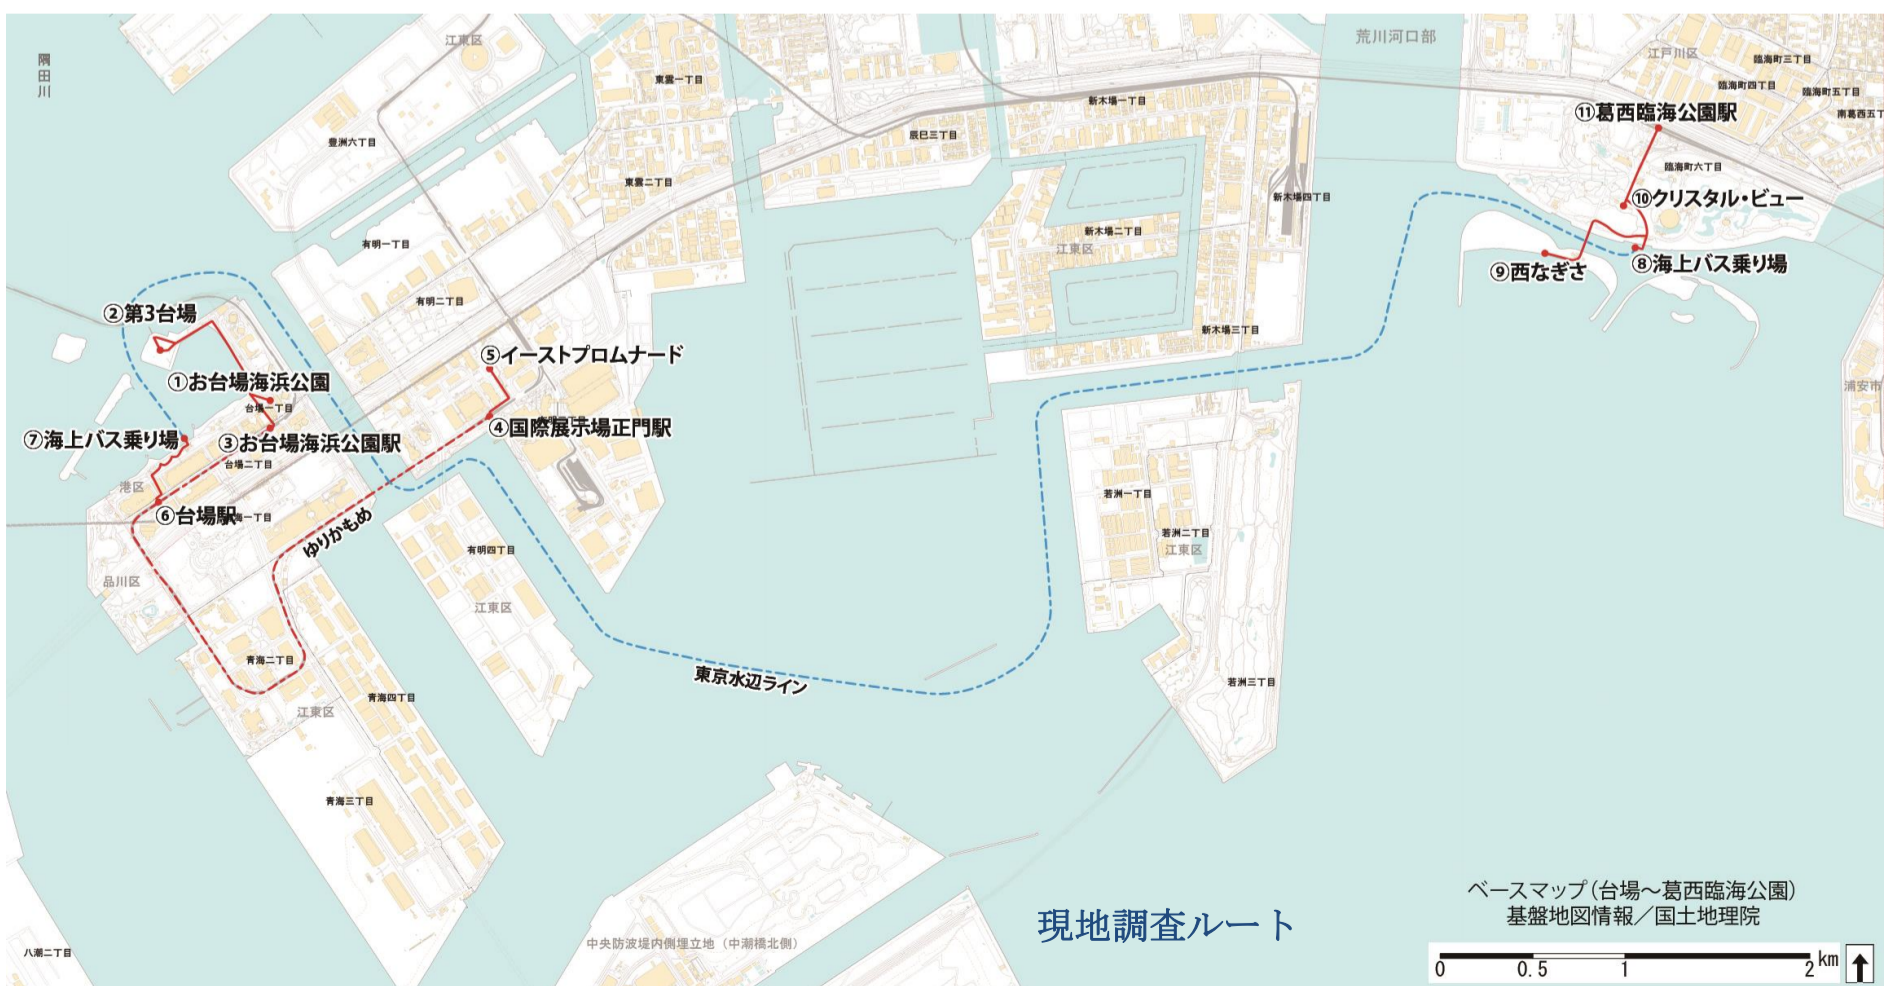 隅田川
江東区
豊洲六丁目
東雲一丁目
東雲二丁目
辰巳三丁目
新木場一丁目
新木場四丁目
新木場二丁目
江東区
新木場三丁目
荒川河口部
江戸川区
臨海町三丁目
臨海町四丁目
臨海町五丁目
南葛西五丁
⑪葛西臨海公園駅
臨海町六丁目
⑩クリスタル・ビュー
⑨西なぎさ
⑧海上バス乗り場
浦安市
有明一丁目
有明二丁目
②第3台場
①お台場海浜公園
台場一丁目
⑦海上バス乗り場
③お台場海浜公園駅
台場二丁目
港区
⑥台場駅
海一丁目
⑤イーストプロムナード
④国際展示場正門駅
ゆりかもめ
品川区
有明四丁目
江東区
青海二丁目
江東区
青海四丁目
青海三丁目
東京水辺ライン
若洲一丁目
若洲二丁目
江東区
若洲三丁目
八潮二丁目
中央防波堤内側埋立地（中潮橋北側）
現地調査ルート
ベースマップ（台場～葛西臨海公園）
基盤地図情報／国土地理院
0 0.5 1 2 km